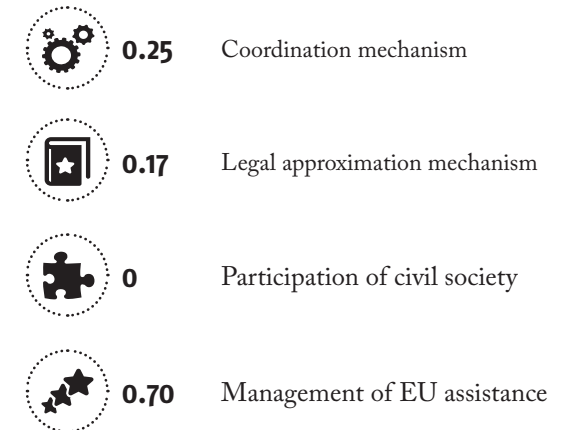 0.25 Coordination mechanism
0.17 Legal approximation mechanism
0 Participation of civil society
0.70 Management of EU assistance